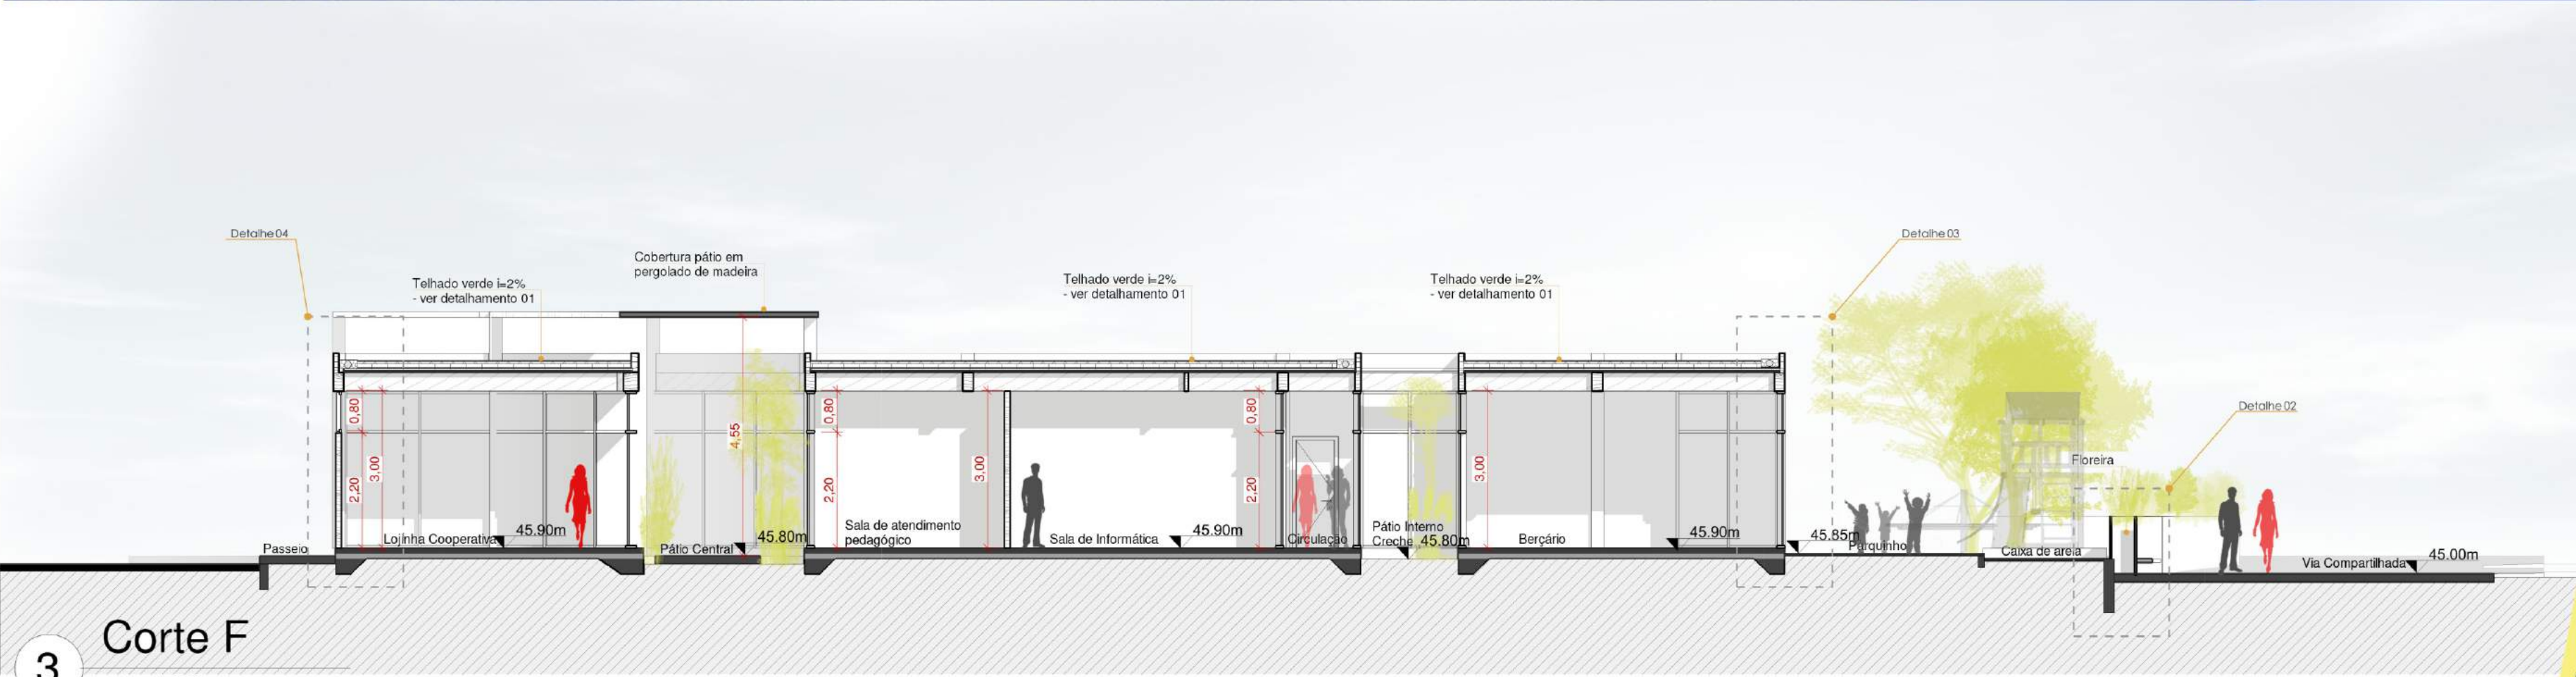 Detalhe 04
Telhado verde i=2%
- ver detalhamento 01
Cobertura pátio em
pergolado de madeira
Telhado verde i=2%
- ver detalhamento 01
Telhado verde i=2%
- ver detalhamento 01
Detalhe 03
Detalhe 02
Floreira
0,80
3,00
2,20
4,55
0,80
2,20
3,00
0,80
2,20
3,00
Passeio
Lojinha Cooperativa
45.90m
Pátio Central
45.80m
Sala de atendimento
pedagógico
Sala de Informática
45.90m
Circulação
Pátio Interno
Creche 45.80m
Berçário
45.90m
45.85m
Parquinho
Caixa de areia
Via Compartilhada
45.00m
Corte F
3